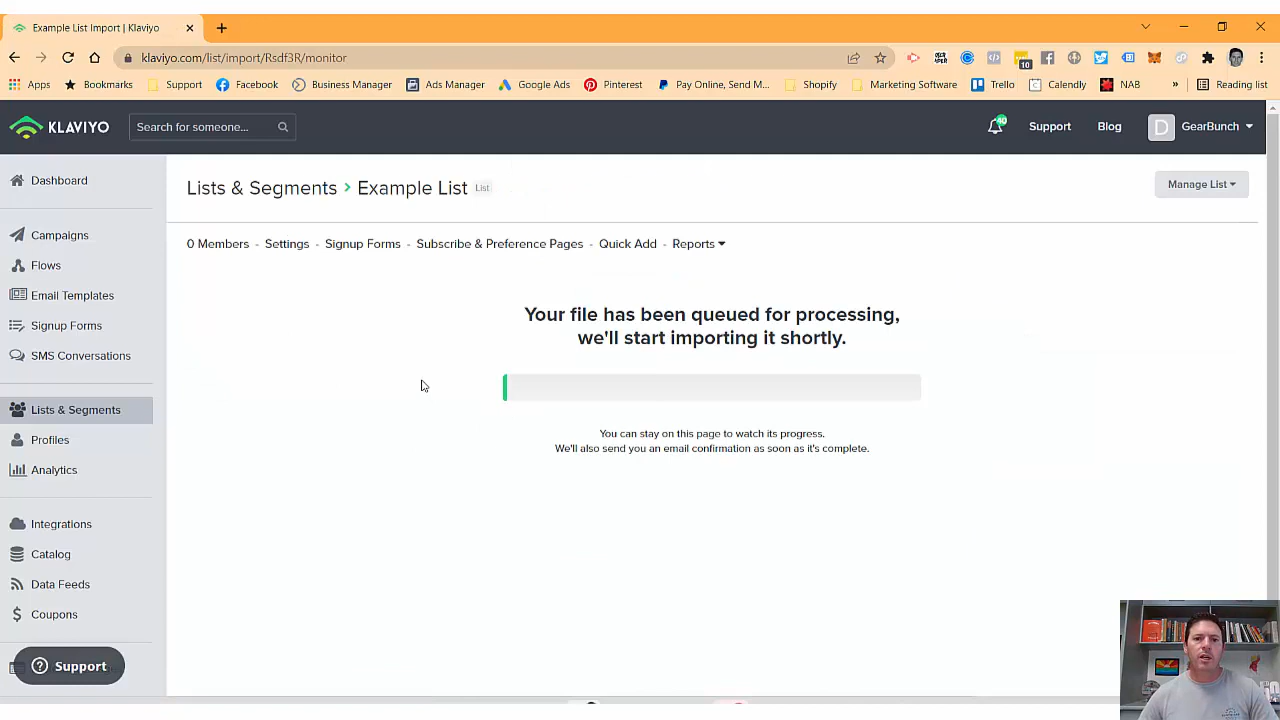 Example List Import | Klaviyo
klaviyo.com/list/import/Rsdf3R/monitor
10
Apps Bookmarks Support Facebook Business Manager Ads Manager Google Ads Pinterest Pay Online, Send M... Shopify Marketing Software Trello Calendly NAB » Reading list
KLAVIYO
Search for someone...
40
Support
Blog
D
GearBunch
Dashboard
Campaigns
Flows
Email Templates
Signup Forms
SMS Conversations
Lists & Segments
Profiles
Analytics
Integrations
Catalog
Data Feeds
$ Coupons
? Support
Lists & Segments > Example List List
Manage List
0 Members - Settings - Signup Forms - Subscribe & Preference Pages - Quick Add - Reports
Your file has been queued for processing,
we'll start importing it shortly.
You can stay on this page to watch its progress.
We'll also send you an email confirmation as soon as it's complete.